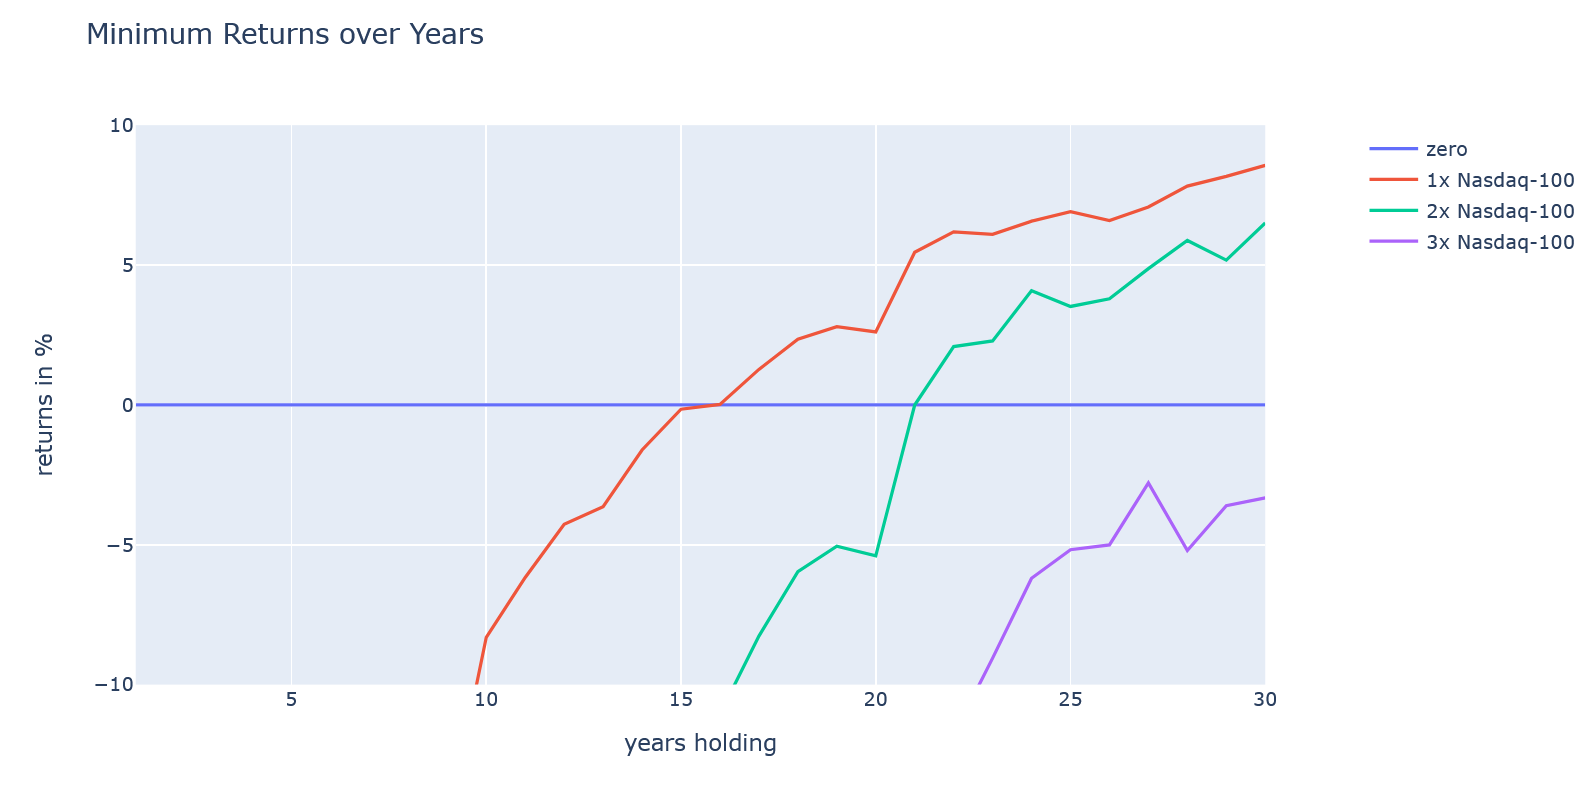 Minimum Returns over Years
10
5
0
−5
−10
returns in %
5
10
15
20
25
30
years holding
zero
1x Nasdaq-100
2x Nasdaq-100
3x Nasdaq-100